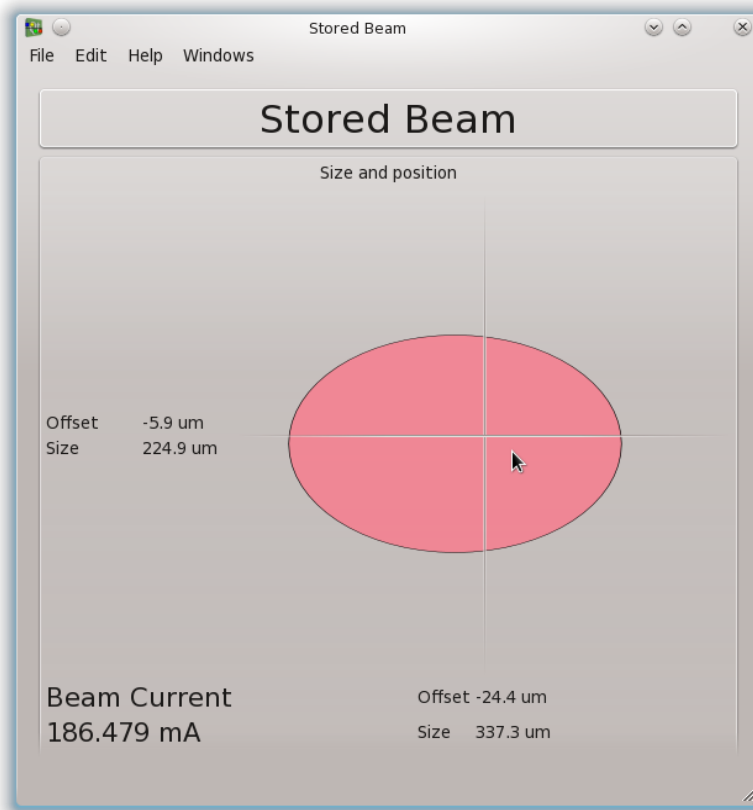 Stored Beam
File Edit Help Windows
Stored Beam
Size and position
Offset -5.9 um
Size 224.9 um
Beam Current
186.479 mA
Offset -24.4 um
Size 337.3 um